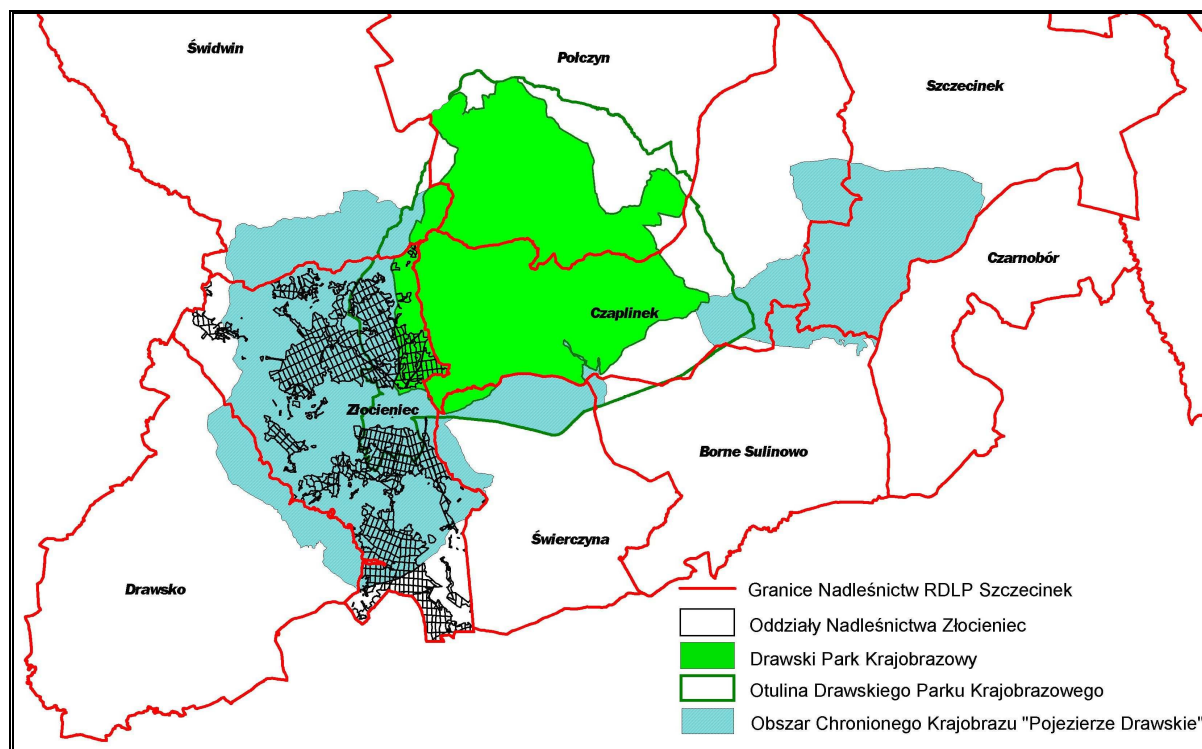 Świdwin
Połczyn
Szczecinek
Czarnobór
Czaplinek
Złocieniec
Borne Sulinowo
Świerczyna
Drawsko
Granice Nadleśnictw RDLP Szczecinek
Oddziały Nadleśnictwa Złocieniec
Drawski Park Krajobrazowy
Otulina Drawskiego Parku Krajobrazowego
Obszar Chronionego Krajobrazu "Pojezierze Drawskie"